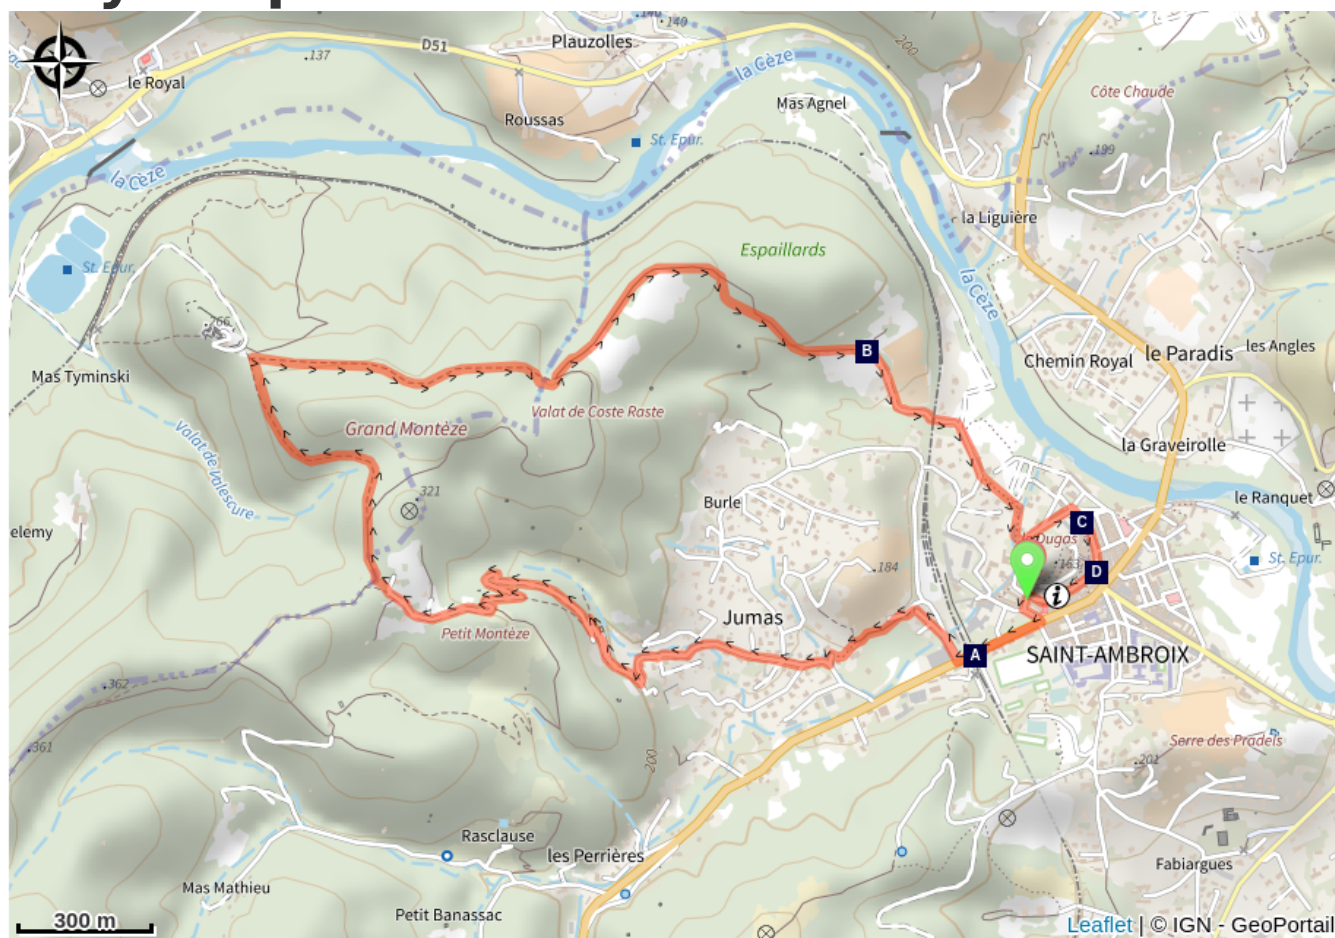 140
140
Plauzolles
D51
200
137
la Cèze
le Royal
Côte Chaude
Mas Agnel
Roussas
St. Epur.
199
la Cèze
la Liguière
Espaillards
St. Epur.
la Cèze
266
B
le Paradis
les Angles
Chemin Royal
Mas Tyminski
Valat de Coste Raste
Grand Montèze
Valat de Valescure
la Graveirolle
321
le Ranquet
Burle
C
elemy
St. Epur.
184
163
D
i
Jumas
Petit Montèze
A
SAINT-AMBROIX
362
361
Serre des Pradels
200
201
Rasclause
les Perrières
Fabiargues
Mas Mathieu
Petit Banassac
300 m
Leaflet | © IGN - GeoPortail